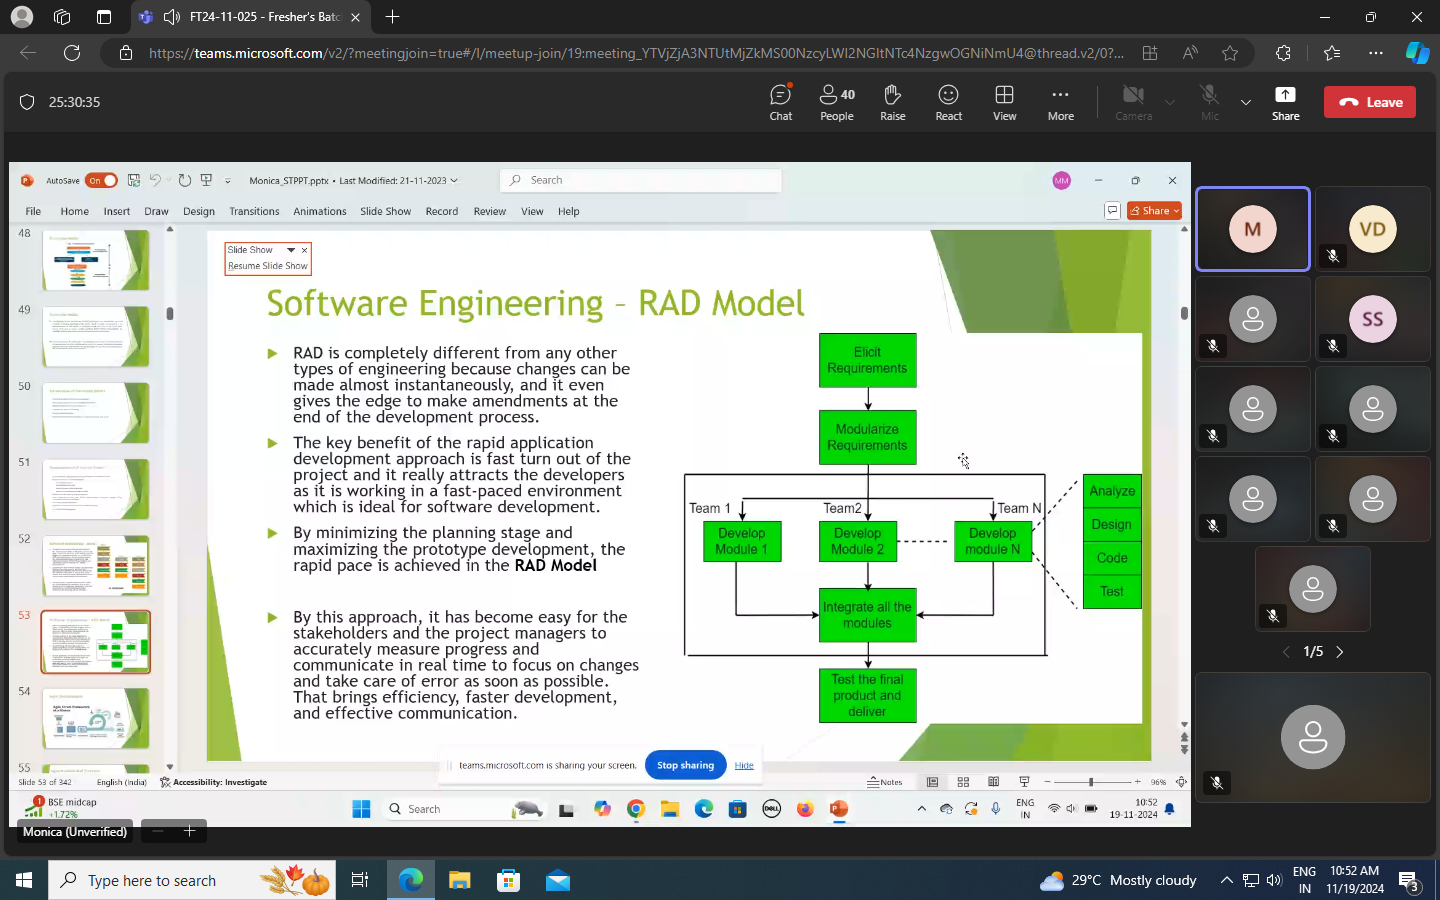 FT24-11-025 - Fresher's Batc
https://teams.microsoft.com/v2/?meetingjoin=true#/l/meetup-join/19:meeting_YTVjZjA3NTUtMjZkMS00NzcyLWI2NGItNTc4NzgwOGNiNmU4@thread.v2/0?...
25:30:35
Chat
40
People
Raise
React
View
More
Camera
Mic
Share
Leave
AutoSave On
Monica_STPPT.pptx • Last Modified: 21-11-2023
Search
MM
File Home Insert Draw Design Transitions Animations Slide Show Record Review View Help
Share
48
49
50
51
52
53
54
55
Slide Show
Resume Slide Show
Software Engineering – RAD Model
RAD is completely different from any other
types of engineering because changes can be
made almost instantaneously, and it even
gives the edge to make amendments at the
end of the development process.
The key benefit of the rapid application
development approach is fast turn out of the
project and it really attracts the developers
as it is working in a fast-paced environment
which is ideal for software development.
By minimizing the planning stage and
maximizing the prototype development, the
rapid pace is achieved in the RAD Model
By this approach, it has become easy for the
stakeholders and the project managers to
accurately measure progress and
communicate in real time to focus on changes
and take care of error as soon as possible.
That brings efficiency, faster development,
and effective communication.
Elicit
Requirements
Modularize
Requirements
Team 1
Team2
Team N
Develop
Module 1
Develop
Module 2
Develop
module N
Analyze
Design
Code
Test
Integrate all the
modules
Test the final
product and
deliver
teams.microsoft.com is sharing your screen.
Stop sharing
Hide
Slide 53 of 342
English (India)
Accessibility: Investigate
Notes
96%
1
BSE midcap
+1.72%
Search
DELL
ENG
IN
10:52
19-11-2024
Monica (Unverified)
M
VD
SS
1/5
Type here to search
29°C Mostly cloudy
ENG
IN
10:52 AM
11/19/2024
3